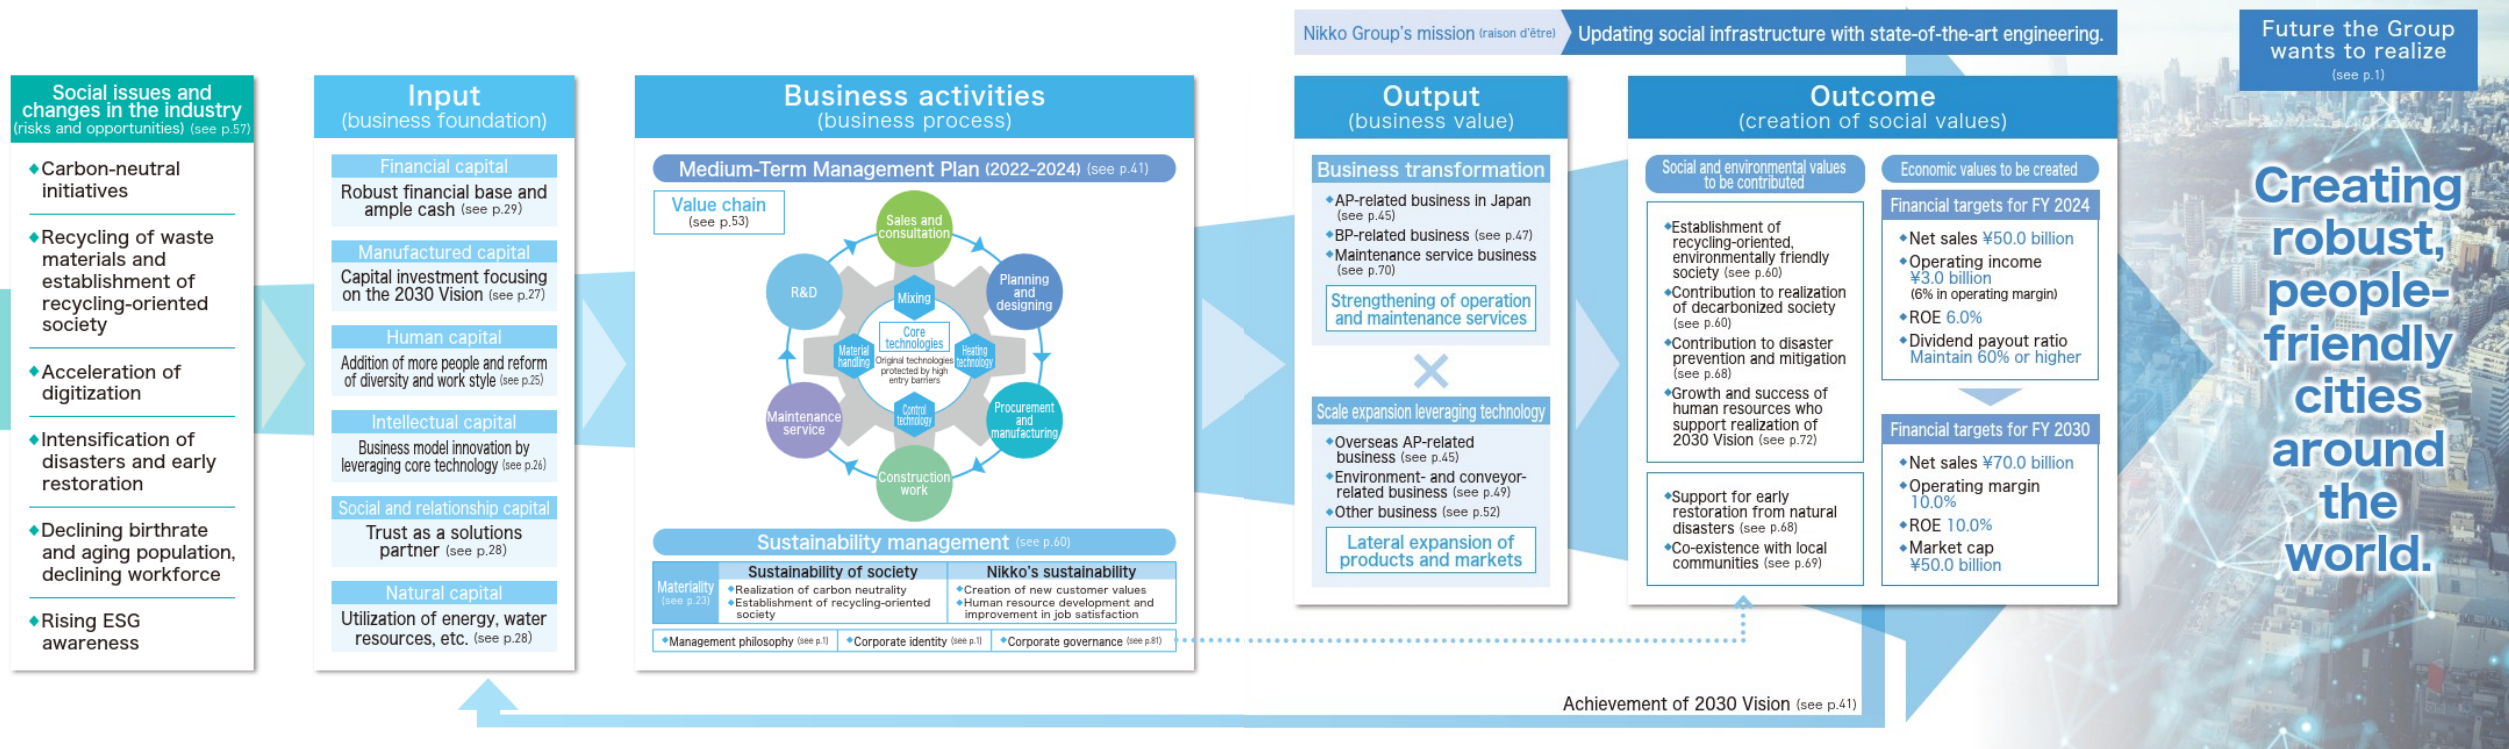 Nikko Group's mission (raison d'être)
Updating social infrastructure with state-of-the-art engineering.
Social issues and
changes in the industry
(risks and opportunities) (see p.57)
◆Carbon-neutral
initiatives
◆Recycling of waste
materials and
establishment of
recycling-oriented
society
◆Acceleration of
digitization
◆Intensification of
disasters and early
restoration
◆Declining birthrate
and aging population,
declining workforce
◆Rising ESG
awareness
Input
(business foundation)
Financial capital
Robust financial base and
ample cash (see p.29)
Manufactured capital
Capital investment focusing
on the 2030 Vision (see p.27)
Human capital
Addition of more people and reform
of diversity and work style (see p.25)
Intellectual capital
Business model innovation by
leveraging core technology (see p.26)
Social and relationship capital
Trust as a solutions
partner (see p.28)
Natural capital
Utilization of energy, water
resources, etc. (see p.28)
Business activities
(business process)
Medium-Term Management Plan (2022-2024) (see p.41)
Value chain
(see p.53)
Sales and
consultation
Planning
and
designing
Procurement
and
manufacturing
Construction
work
Maintenance
service
R&D
Mixing
Heating
technology
Control
technology
Material
handling
Core
technologies
Original technologies
protected by high
entry barriers
Sustainability management (see p.60)
Materiality
(see p.23)
Sustainability of society
◆Realization of carbon neutrality
◆Establishment of recycling-oriented
society
Nikko's sustainability
◆Creation of new customer values
◆Human resource development and
improvement in job satisfaction
◆Management philosophy (see p.1)
◆Corporate identity (see p.1)
◆Corporate governance (see p.81)
Output
(business value)
Business transformation
◆AP-related business in Japan
(see p.45)
◆BP-related business (see p.47)
◆Maintenance service business
(see p.70)
Strengthening of operation
and maintenance services
×
Scale expansion leveraging technology
◆Overseas AP-related
business (see p.45)
◆Environment- and conveyor-
related business (see p.49)
◆Other business (see p.52)
Lateral expansion of
products and markets
Outcome
(creation of social values)
Social and environmental values
to be contributed
◆Establishment of
recycling-oriented,
environmentally friendly
society (see p.60)
◆Contribution to realization
of decarbonized society
(see p.60)
◆Contribution to disaster
prevention and mitigation
(see p.68)
◆Growth and success of
human resources who
support realization of
2030 Vision (see p.72)
◆Support for early
restoration from natural
disasters (see p.68)
◆Co-existence with local
communities (see p.69)
Economic values to be created
Financial targets for FY 2024
◆Net sales ¥50.0 billion
◆Operating income
¥3.0 billion
(6% in operating margin)
◆ROE 6.0%
◆Dividend payout ratio
Maintain 60% or higher
Financial targets for FY 2030
◆Net sales ¥70.0 billion
◆Operating margin
10.0%
◆ROE 10.0%
◆Market cap
¥50.0 billion
Achievement of 2030 Vision (see p.41)
Future the Group
wants to realize
(see p.1)
Creating
robust,
people-
friendly
cities
around
the
world.